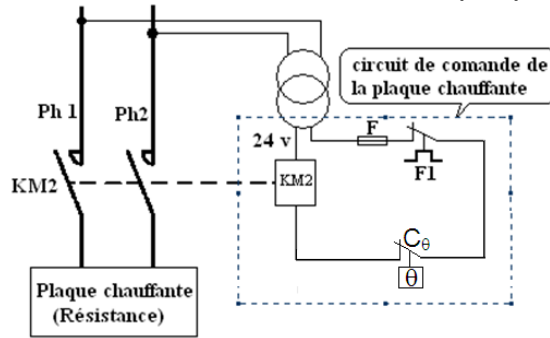 circuit de comande de
la plaque chauffante
Ph 1
Ph2
24 v
F
F1
KM2
KM2
Cθ
θ
Plaque chauffante
(Résistance)